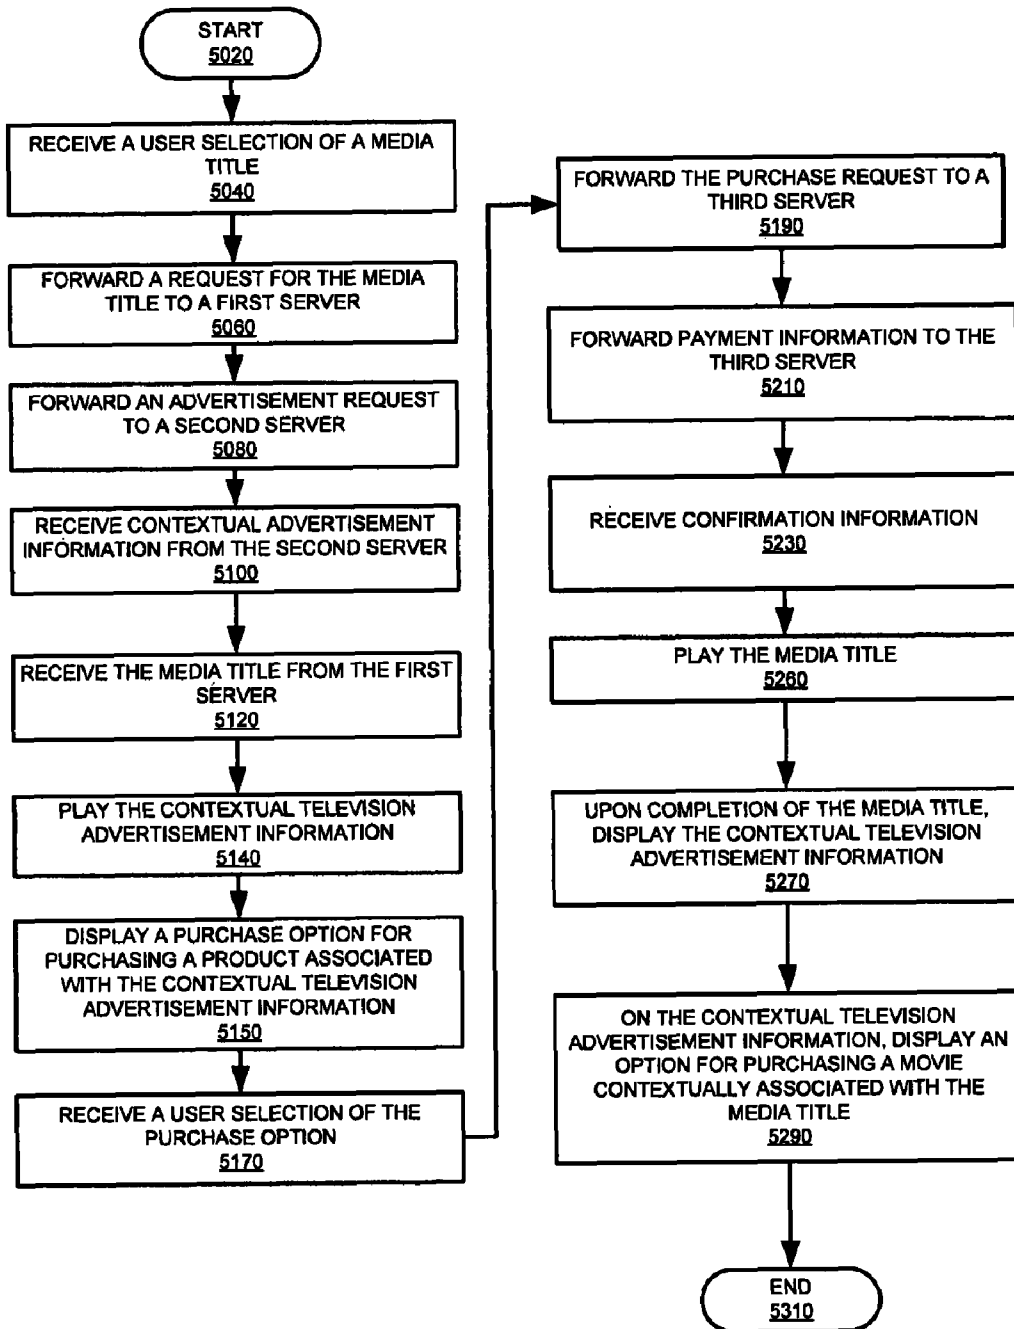 START
5020
RECEIVE A USER SELECTION OF A MEDIA
TITLE
5040
FORWARD A REQUEST FOR THE MEDIA
TITLE TO A FIRST SERVER
5060
FORWARD AN ADVERTISEMENT REQUEST
TO A SECOND SERVER
5080
RECEIVE CONTEXTUAL ADVERTISEMENT
INFORMATION FROM THE SECOND SERVER
5100
RECEIVE THE MEDIA TITLE FROM THE FIRST
SERVER
5120
PLAY THE CONTEXTUAL TELEVISION
ADVERTISEMENT INFORMATION
5140
DISPLAY A PURCHASE OPTION FOR
PURCHASING A PRODUCT ASSOCIATED
WITH THE CONTEXTUAL TELEVISION
ADVERTISEMENT INFORMATION
5150
RECEIVE A USER SELECTION OF THE
PURCHASE OPTION
5170
FORWARD THE PURCHASE REQUEST TO A
THIRD SERVER
5190
FORWARD PAYMENT INFORMATION TO THE
THIRD SERVER
5210
RECEIVE CONFIRMATION INFORMATION
5230
PLAY THE MEDIA TITLE
5260
UPON COMPLETION OF THE MEDIA TITLE,
DISPLAY THE CONTEXTUAL TELEVISION
ADVERTISEMENT INFORMATION
5270
ON THE CONTEXTUAL TELEVISION
ADVERTISEMENT INFORMATION, DISPLAY AN
OPTION FOR PURCHASING A MOVIE
CONTEXTUALLY ASSOCIATED WITH THE
MEDIA TITLE
5290
END
5310